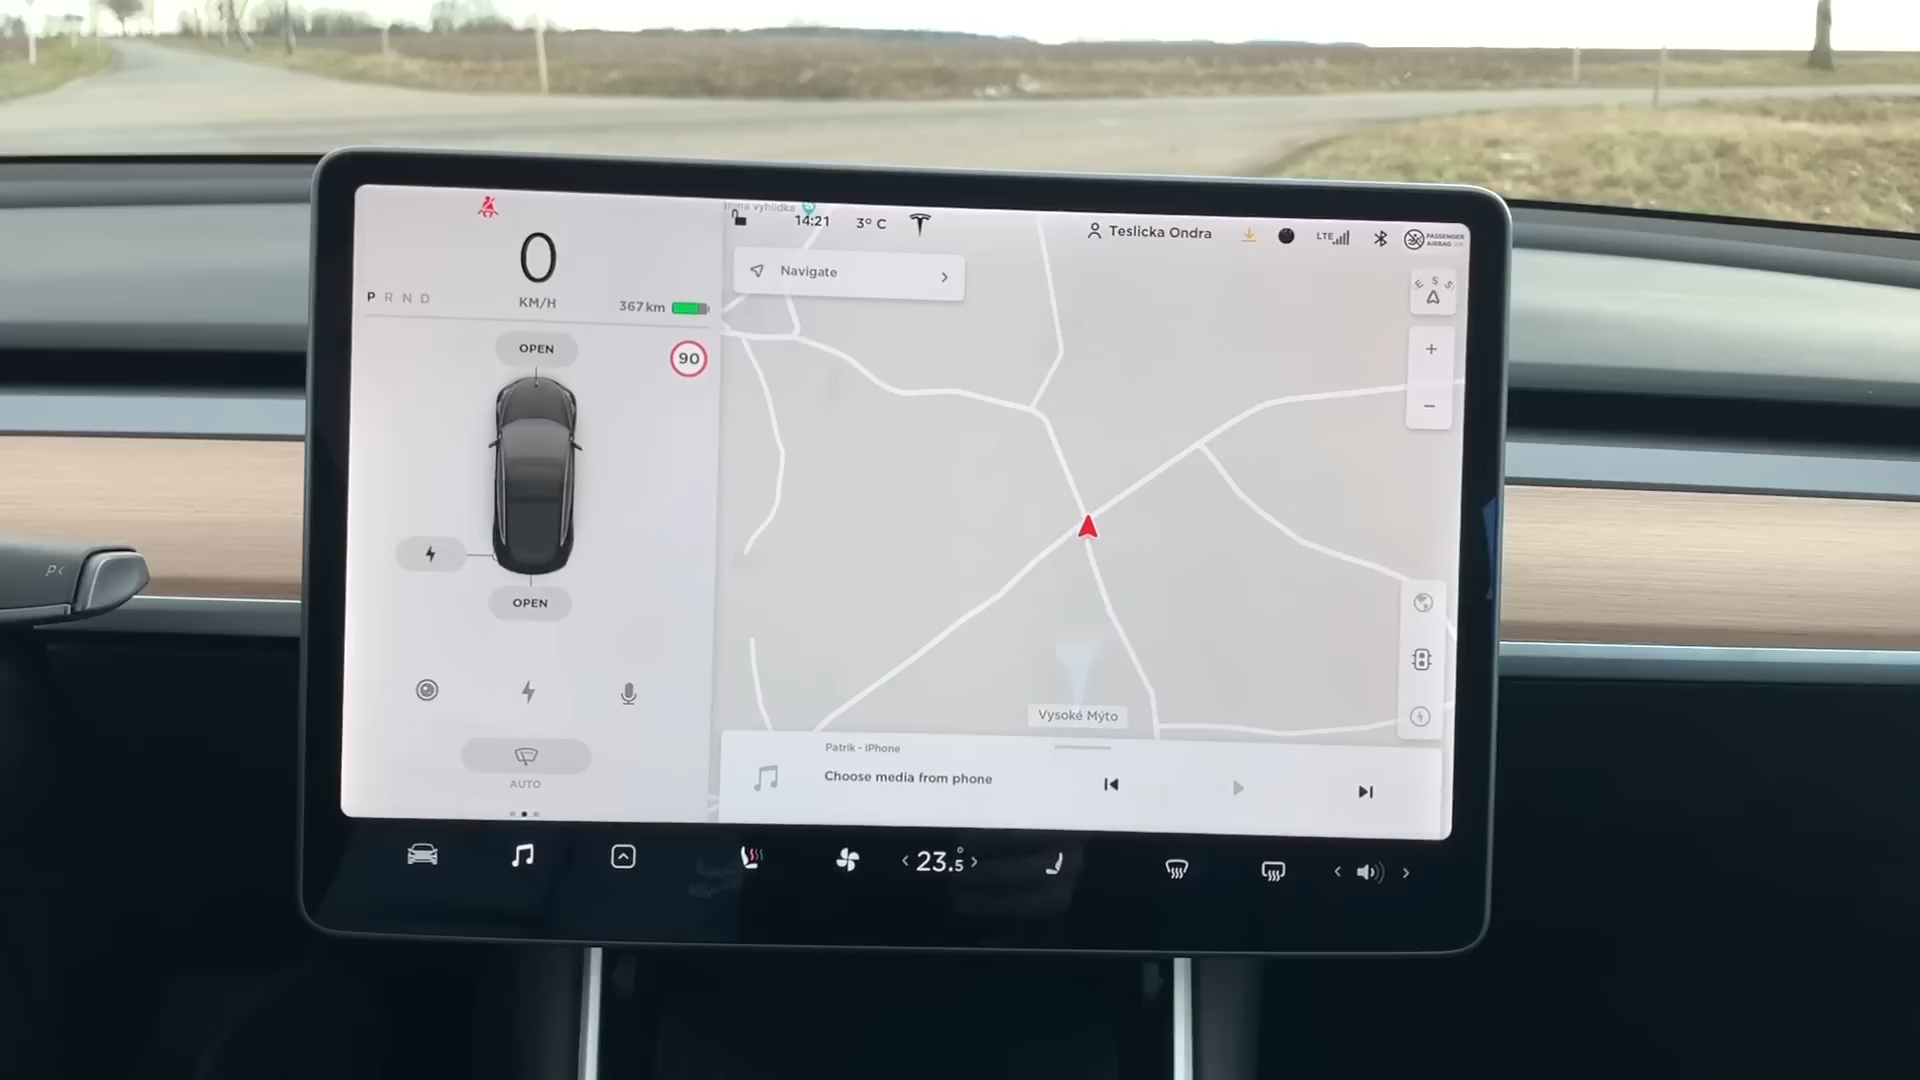 0
KM/H
P R N D
367 km
OPEN
90
OPEN
AUTO
vyhlídka
14:21
3° C
Teslicka Ondra
LTE
PASSENGER
AIRBAG
Navigate
E S
+
−
Vysoké Mýto
Patrik - iPhone
Choose media from phone
23.5°
P<